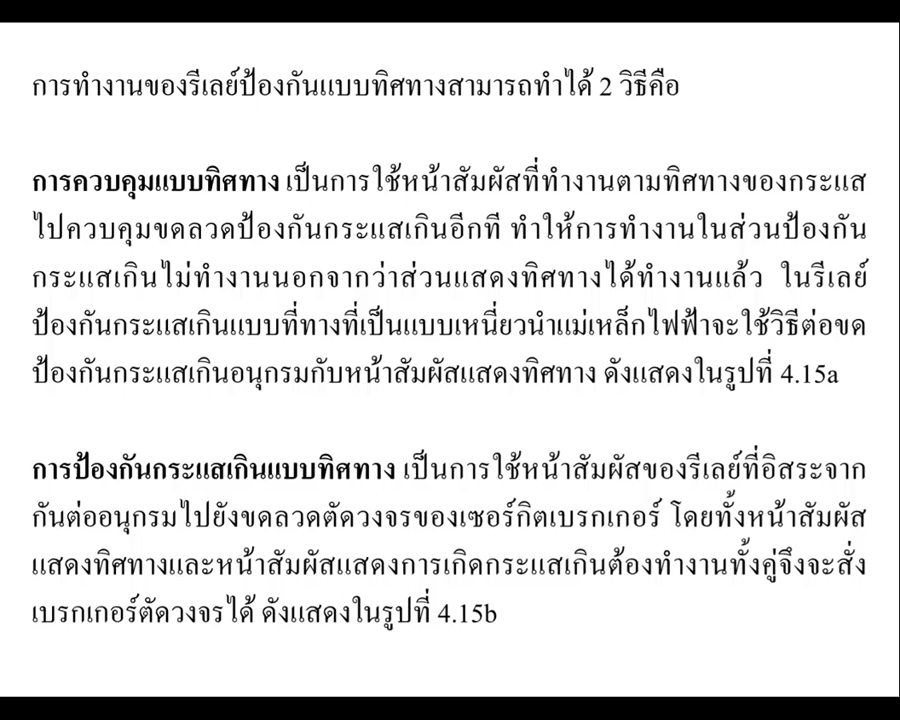 การทำงานของรีเลย์ป้องกันแบบทิศทางสามารถทำได้ 2 วิธีคือ
การควบคุมแบบทิศทาง เป็นการใช้หน้าสัมผัสที่ทำงานตามทิศทางของกระแส
ไปควบคุมขดลวดป้องกันกระแสเกินอีกที ทำให้การทำงานในส่วนป้องกัน
กระแสเกินไม่ทำงานนอกจากว่าส่วนแสดงทิศทางได้ทำงานแล้ว ในรีเลย์
ป้องกันกระแสเกินแบบที่ทางที่เป็นแบบเหนี่ยวนำแม่เหล็กไฟฟ้าจะใช้วิธีต่อขด
ป้องกันกระแสเกินอนุกรมกับหน้าสัมผัสแสดงทิศทาง ดังแสดงในรูปที่ 4.15a
การป้องกันกระแสเกินแบบทิศทาง เป็นการใช้หน้าสัมผัสของรีเลย์ที่อิสระจาก
กันต่ออนุกรมไปยังขดลวดตัดวงจรของเซอร์กิตเบรกเกอร์ โดยทั้งหน้าสัมผัส
แสดงทิศทางและหน้าสัมผัสแสดงการเกิดกระแสเกินต้องทำงานทั้งคู่จึงจะสั่ง
เบรกเกอร์ตัดวงจรได้ ดังแสดงในรูปที่ 4.15b